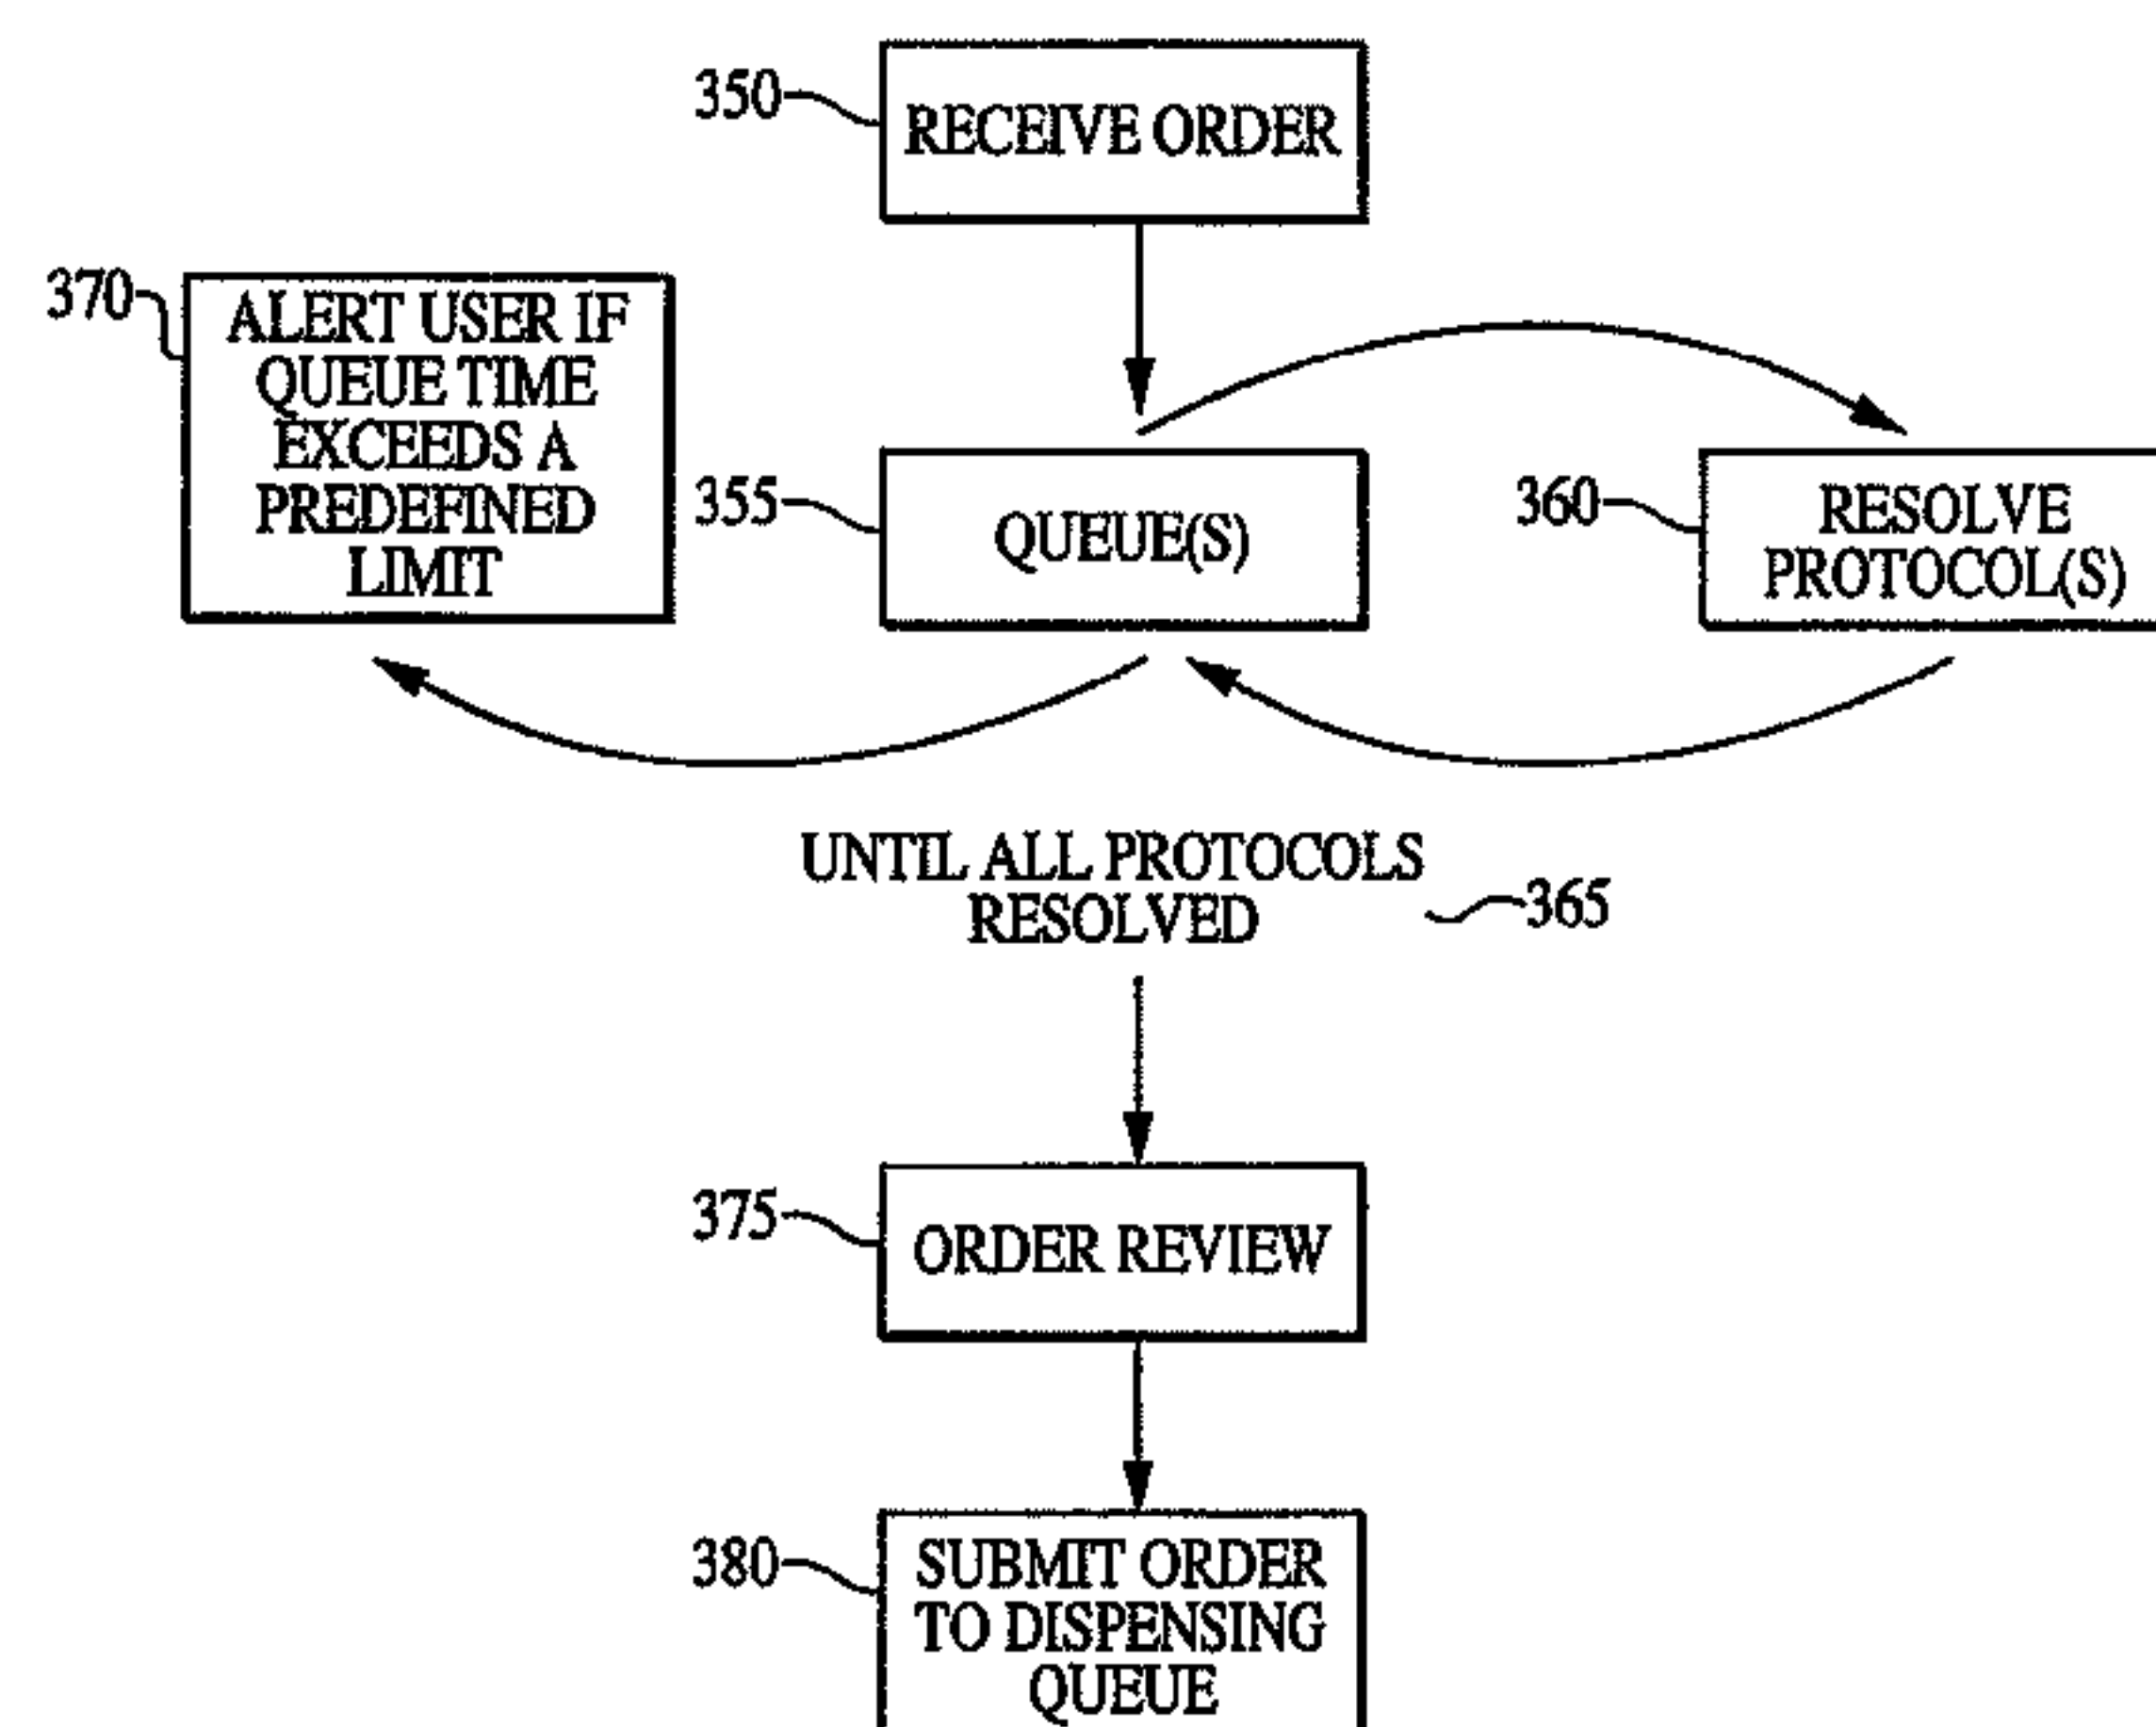 350
RECEIVE ORDER
370
ALERT USER IF
QUEUE TIME
EXCEEDS A
PREDEFINED
LIMIT
355
QUEUE(S)
360
RESOLVE
PROTOCOL(S)
UNTIL ALL PROTOCOLS
RESOLVED
365
375
ORDER REVIEW
380
SUBMIT ORDER
TO DISPENSING
QUEUE